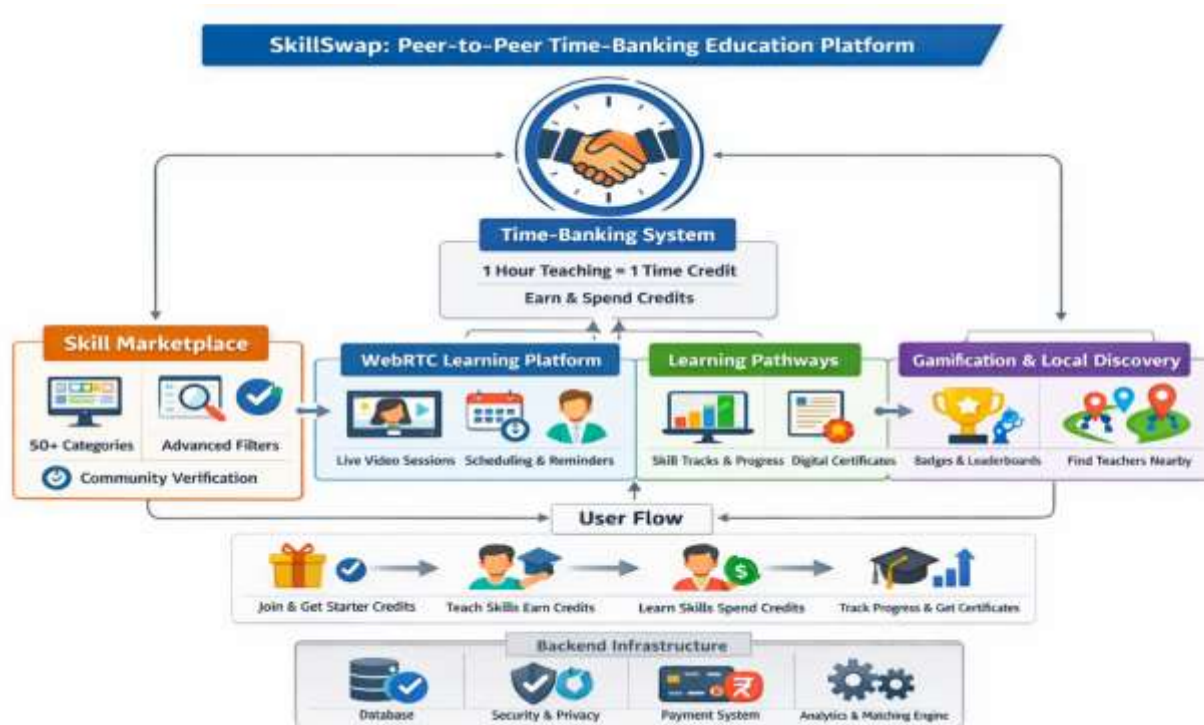 SkillSwap: Peer-to-Peer Time-Banking Education Platform
Time-Banking System
1 Hour Teaching = 1 Time Credit
Earn & Spend Credits
Skill Marketplace
50+ Categories
Advanced Filters
Community Verification
WebRTC Learning Platform
Live Video Sessions
Scheduling & Reminders
Learning Pathways
Skill Tracks & Progress
Digital Certificates
Gamification & Local Discovery
Badges & Leaderboards
Find Teachers Nearby
User Flow
Join & Get Starter Credits
Teach Skills Earn Credits
Learn Skills Spend Credits
Track Progress & Get Certificates
Backend Infrastructure
Database
Security & Privacy
Payment System
Analytics & Matching Engine